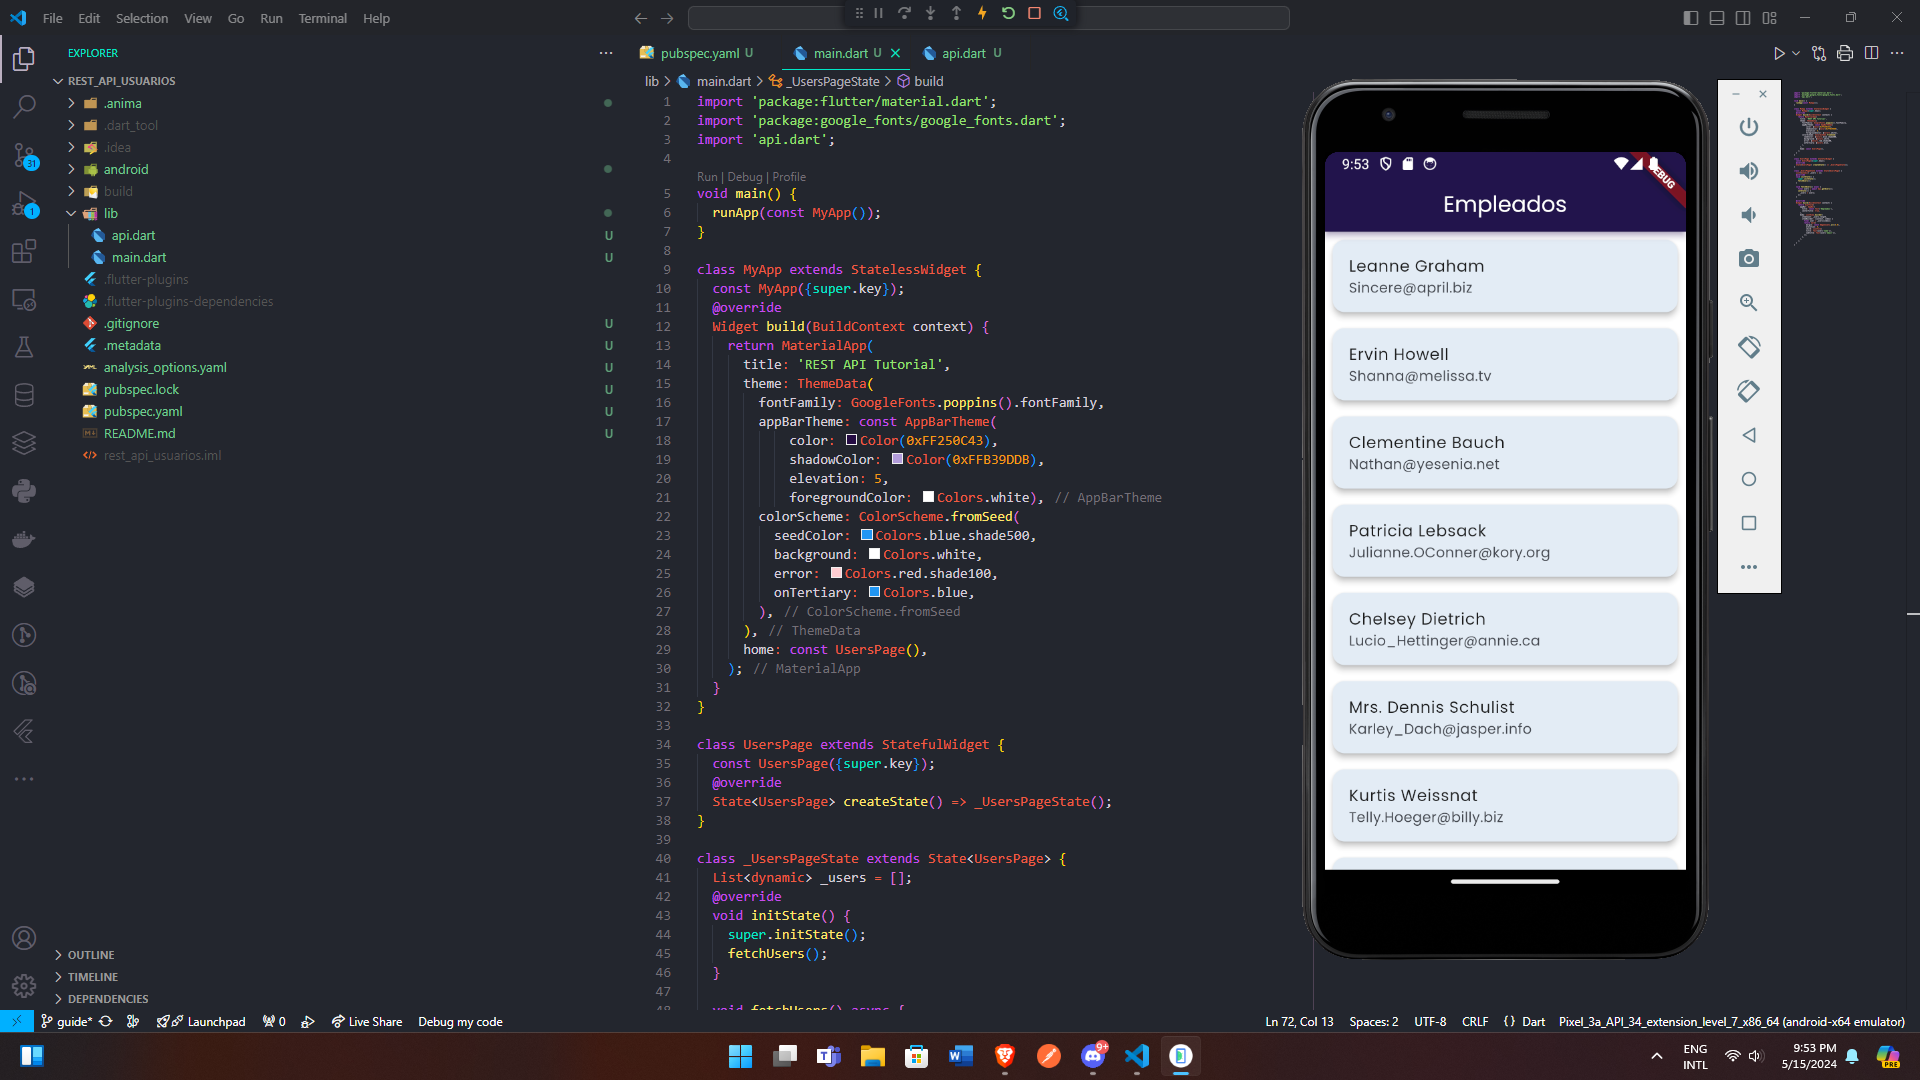 File Edit Selection View Go Run Terminal Help
EXPLORER
REST_API_USUARIOS
.anima
.dart_tool
.idea
android
build
lib
api.dart U
main.dart U
.flutter-plugins
.flutter-plugins-dependencies
.gitignore U
.metadata U
analysis_options.yaml U
pubspec.lock U
pubspec.yaml U
README.md U
rest_api_usuarios.iml
OUTLINE
TIMELINE
DEPENDENCIES
31
1
pubspec.yaml U main.dart U api.dart U
lib > main.dart > _UsersPageState > build
1 import 'package:flutter/material.dart';
2 import 'package:google_fonts/google_fonts.dart';
3 import 'api.dart';
4
Run | Debug | Profile
5 void main() {
6 runApp(const MyApp());
7 }
8
9 class MyApp extends StatelessWidget {
10 const MyApp({super.key});
11 @override
12 Widget build(BuildContext context) {
13 return MaterialApp(
14 title: 'REST API Tutorial',
15 theme: ThemeData(
16 fontFamily: GoogleFonts.poppins().fontFamily,
17 appBarTheme: const AppBarTheme(
18 color: Color(0xFF250C43),
19 shadowColor: Color(0xFFB39DDB),
20 elevation: 5,
21 foregroundColor: Colors.white), // AppBarTheme
22 colorScheme: ColorScheme.fromSeed(
23 seedColor: Colors.blue.shade500,
24 background: Colors.white,
25 error: Colors.red.shade100,
26 onTertiary: Colors.blue,
27 ), // ColorScheme.fromSeed
28 ), // ThemeData
29 home: const UsersPage(),
30 ); // MaterialApp
31 }
32 }
33
34 class UsersPage extends StatefulWidget {
35 const UsersPage({super.key});
36 @override
37 State<UsersPage> createState() => _UsersPageState();
38 }
39
40 class _UsersPageState extends State<UsersPage> {
41 List<dynamic> _users = [];
42 @override
43 void initState() {
44 super.initState();
45 fetchUsers();
46 }
47
48 void fetchUsers() async {
9:53
DEBUG
Empleados
Leanne Graham
Sincere@april.biz
Ervin Howell
Shanna@melissa.tv
Clementine Bauch
Nathan@yesenia.net
Patricia Lebsack
Julianne.OConner@kory.org
Chelsey Dietrich
Lucio_Hettinger@annie.ca
Mrs. Dennis Schulist
Karley_Dach@jasper.info
Kurtis Weissnat
Telly.Hoeger@billy.biz
guide* Launchpad 0 Live Share Debug my code
Ln 72, Col 13 Spaces: 2 UTF-8 CRLF {} Dart Pixel_3a_API_34_extension_level_7_x86_64 (android-x64 emulator)
9+
ENG
INTL
9:53 PM
5/15/2024
PRE